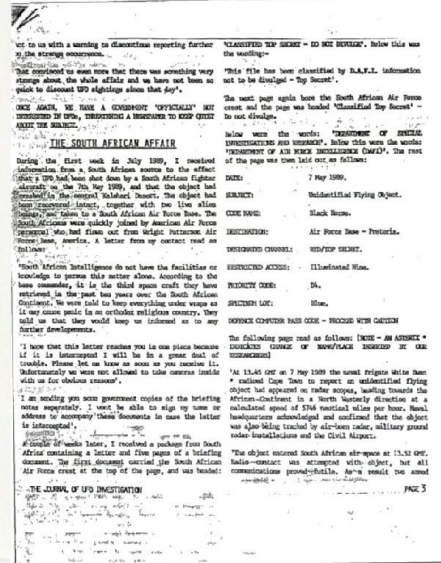 not to us with a warning to discontinue reporting further
on the strange occurrence.
That convinced us even more that there was something very
strange about the whole affair and we have not been so
quick to discount UFO sightings since that day'.
ONCE AGAIN, WE HAVE A GOVERNMENT 'OFFICIALLY' NOT
INTERESTED IN UFOs, THREATENING A NEWSPAPER TO KEEP QUIET
ABOUT THE SUBJECT.
THE SOUTH AFRICAN AFFAIR
During the first week in July 1989, I received
information from a South African source to the effect
that a UFO had been shot down by a South African fighter
aircraft on the 7th May 1989, and that the object had
crashed in the central Kalahari Desert. The object had
been recovered intact, together with two live alien
beings, and taken to a South African Air Force Base. The
South Africans were quickly joined by American Air Force
personnel who had flown out from Wright Patterson Air
Force Base, America. A letter from my contact read as
follows:
'South African Intelligence do not have the facilities or
knowledge to persue this matter alone. According to the
base commander, it is the third space craft they have
retrieved in the past two years over the South African
Continent. We were told to keep everything under wraps as
it may cause panic in an orthodox religious country. They
told us that they would keep us informed as to any
further developements.
'I hope that this letter reaches you in one piece because
if it is intercepted I will be in a great deal of
trouble. Please let me know as soon as you receive it.
Unfortunately we were not allowed to take cameras inside
with us for obvious reasons'.
'I am sending you some government copies of the briefing
notes separately. I wont be able to sign my name or
address to accompany these documents in case the letter
is intercepted'.
A couple of weeks later, I received a package from South
Africa containing a letter and five pages of a briefing
document. The first document carried the South African
Air Force crest at the top of the page, and was headed:
THE JOURNAL OF UFO INVESTIGATION
'CLASSIFIED TOP SECRET - DO NOT DIVULGE'. Below this was
the wording:-
'This file has been classified by D.A.F.I. information
not to be divulged - Top Secret'.
The next page again bore the South African Air Force
crest and the page was headed 'Classified Top Secret' -
Do not divulge.
Below were the words: 'DEPARTMENT OF SPECIAL
INVESTIGATIONS AND RESEARCH'. Below this were the words:
'DEPARTMENT OF AIR FORCE INTELLIGENCE (DAFI)'. The rest
of the page was then laid out as follows:
DATE: 7 May 1989.
SUBJECT: Unidentified Flying Object.
CODE NAME: Black Horse.
DESTINATION: Air Force Base - Pretoria.
DESIGNATED CHANNEL: RED/TOP SECRET.
RESTRICTED ACCESS: Illuminated Nine.
PRIORITY CODE:
SPECIMEN LOT: Blue.
DEFENCE COMPUTER PASS CODE - PROCEED WITH CAUTION
The following page read as follows: [NOTE - AN ASTERIX *
INDICATES CHANGE OF NAME/PLACE INSERTED BY OUR
RESEARCHERS]
'At 13.45 GMT on 7 May 1989 the naval frigate
* radioed Cape Town to report an unidentified flying
object had appeared on radar scopes, heading towards the
African Continent in a North Westerly direction at a
calculated speed of 5746 nautical miles per hour. Naval
headquarters acknowledged and confirmed that the object
was also being tracked by air-born radar, military ground
radar installations and the Civil Airport.
'The object entered South African air-space at 13.52 GMT.
Radio contact was attempted with object, but all
communications proved futile. As a result two armed
PAGE 3